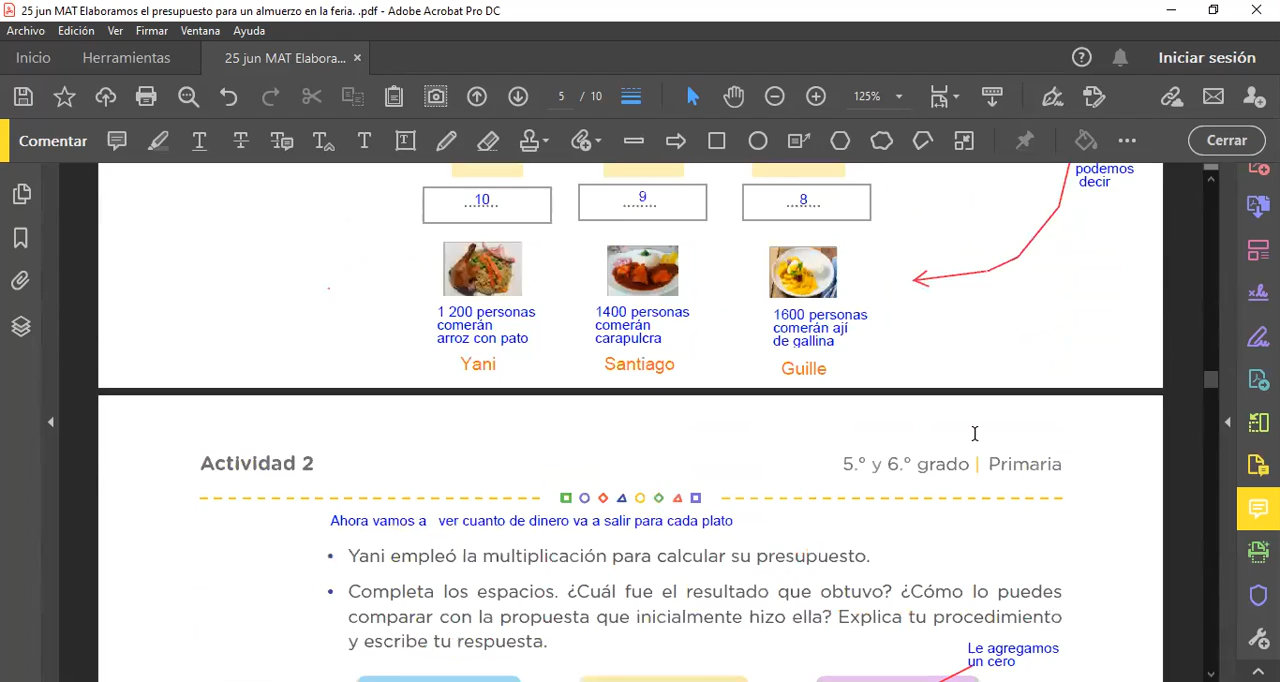 25 jun MAT Elaboramos el presupuesto para un almuerzo en la feria. .pdf - Adobe Acrobat Pro DC
Archivo Edición Ver Firmar Ventana Ayuda
Inicio Herramientas 25 jun MAT Elabora... × Iniciar sesión
5 / 10 125%
Comentar Cerrar
podemos
decir
10 9 8
........ ........ ........
1 200 personas
comerán
arroz con pato
Yani
1400 personas
comerán
carapulcra
Santiago
1600 personas
comerán ají
de gallina
Guille
Actividad 2 5.° y 6.° grado | Primaria
Ahora vamos a ver cuanto de dinero va a salir para cada plato
• Yani empleó la multiplicación para calcular su presupuesto.
• Completa los espacios. ¿Cuál fue el resultado que obtuvo? ¿Cómo lo puedes
comparar con la propuesta que inicialmente hizo ella? Explica tu procedimiento
y escribe tu respuesta.
Le agregamos
un cero